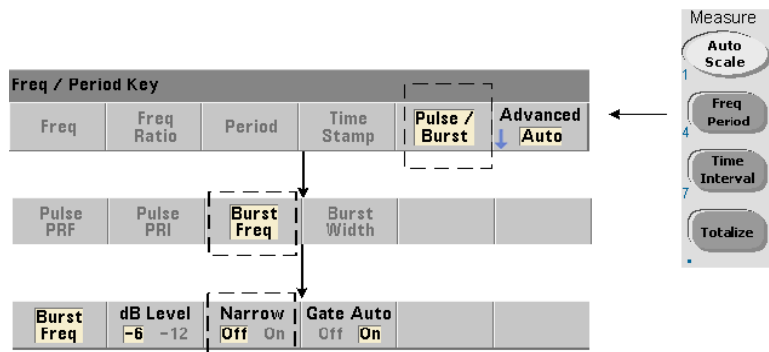 Measure
Auto
Scale
1
Freq
Period
4
Time
Interval
7
Totalize
.
Freq / Period Key
Freq
Freq
Ratio
Period
Time
Stamp
Pulse /
Burst
Advanced
Auto
Pulse
PRF
Pulse
PRI
Burst
Freq
Burst
Width
Burst
Freq
dB Level
-6 -12
Narrow
Off On
Gate Auto
Off On